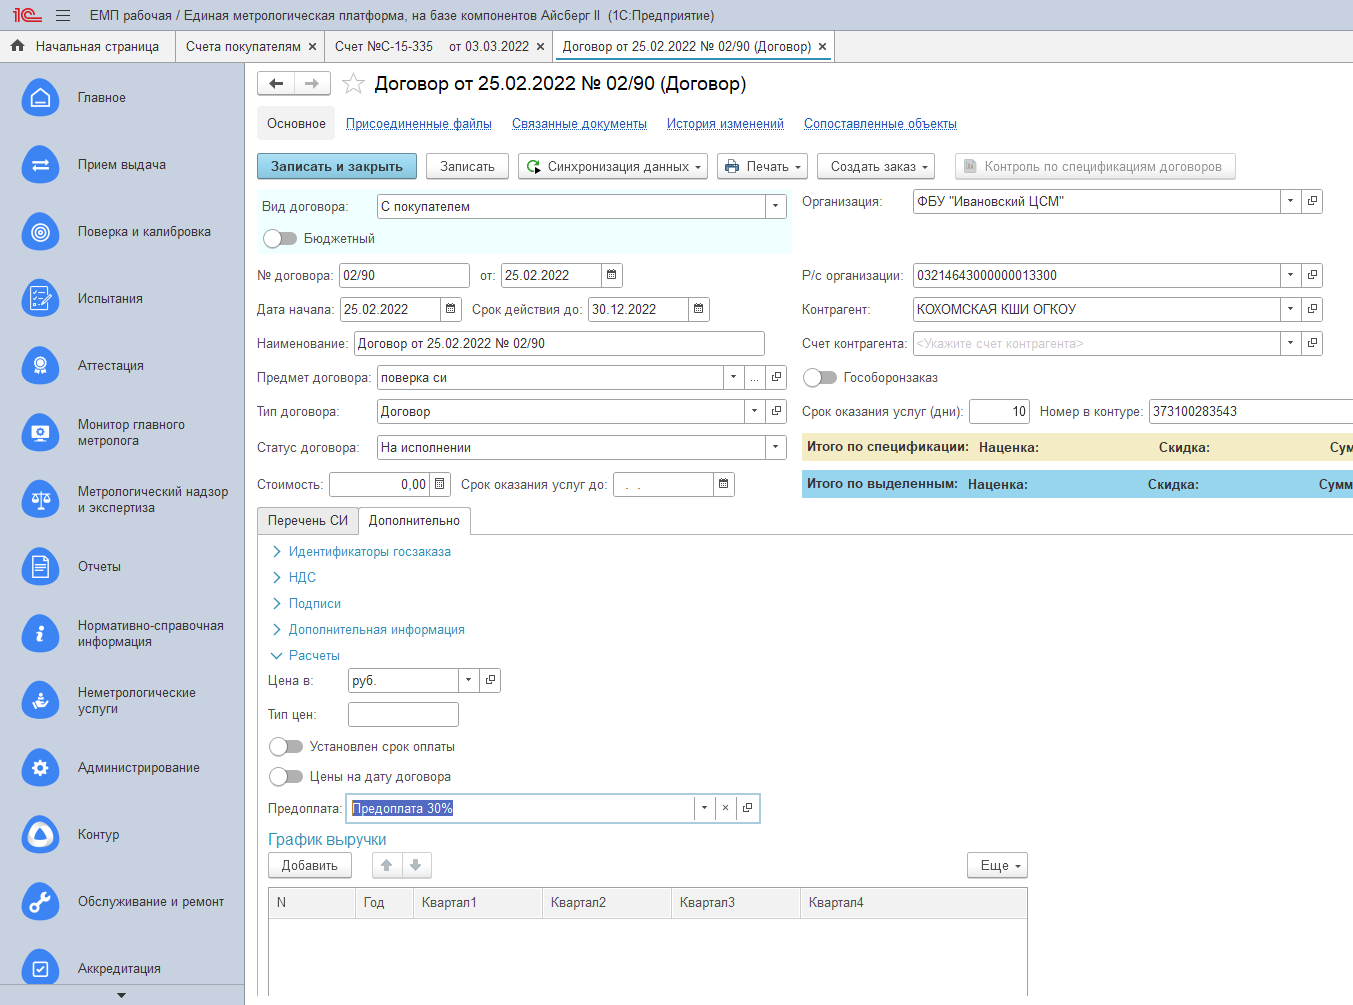 1С ЕМП рабочая / Единая метрологическая платформа, на базе компонентов Айсберг II (1С:Предприятие)
Начальная страница
Счета покупателям ×
Счет №С-15-335 от 03.03.2022 ×
Договор от 25.02.2022 № 02/90 (Договор) ×
Главное
Прием выдача
Поверка и калибровка
Испытания
Аттестация
Монитор главного
метролога
Метрологический надзор
и экспертиза
Отчеты
Нормативно-справочная
информация
Неметрологические
услуги
Администрирование
Контур
Обслуживание и ремонт
Аккредитация
Договор от 25.02.2022 № 02/90 (Договор)
Основное Присоединенные файлы Связанные документы История изменений Сопоставленные объекты
Записать и закрыть Записать Синхронизация данных Печать Создать заказ Контроль по спецификациям договоров
Вид договора: С покупателем Организация: ФБУ "Ивановский ЦСМ"
Бюджетный
№ договора: 02/90 от: 25.02.2022 Р/с организации: 03214643000000013300
Дата начала: 25.02.2022 Срок действия до: 30.12.2022 Контрагент: КОХОМСКАЯ КШИ ОГКОУ
Наименование: Договор от 25.02.2022 № 02/90 Счет контрагента: <Укажите счет контрагента>
Предмет договора: поверка си ... Гособоронзаказ
Тип договора: Договор Срок оказания услуг (дни): 10 Номер в контуре: 373100283543
Статус договора: На исполнении Итого по спецификации: Наценка: Скидка: Сум
Стоимость: 0,00 Срок оказания услуг до: . . Итого по выделенным: Наценка: Скидка: Сумм
Перечень СИ Дополнительно
Идентификаторы госзаказа
НДС
Подписи
Дополнительная информация
Расчеты
Цена в: руб.
Тип цен:
Установлен срок оплаты
Цены на дату договора
Предоплата: Предоплата 30% ×
График выручки
Добавить Еще
N Год Квартал1 Квартал2 Квартал3 Квартал4